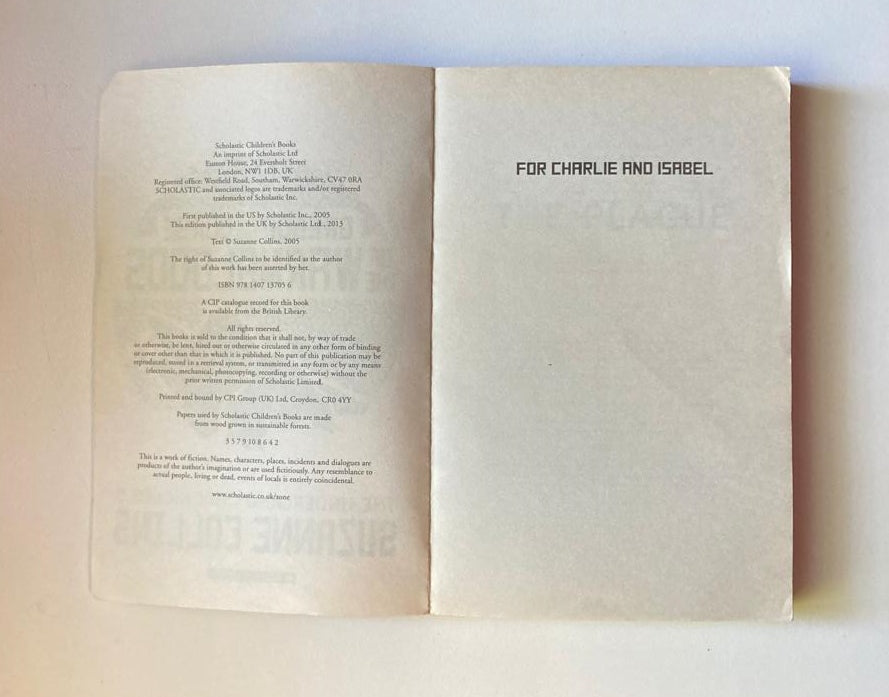 Scholastic Children's Books
An imprint of Scholastic Ltd
Euston House, 24 Eversholt Street
London, NW1 1DB, UK
Registered office: Westfield Road, Southam, Warwickshire, CV47 0RA
SCHOLASTIC and associated logos are trademarks and/or registered
trademarks of Scholastic Inc.
First published in the US by Scholastic Inc., 2005
This edition published in the UK by Scholastic Ltd., 2013
Text © Suzanne Collins, 2005
The right of Suzanne Collins to be identified as the author
of this work has been asserted by her.
ISBN 978 1407 13705 6
A CIP catalogue record for this book
is available from the British Library.
All rights reserved.
This books is sold to the condition that it shall not, by way of trade
or otherwise, be lent, hired out or otherwise circulated in any other form of binding
or cover other than that in which it is published. No part of this publication may be
reproduced, stored in a retrieval system, or transmitted in any form or by any means
(electronic, mechanical, photocopying, recording or otherwise) without the
prior written permission of Scholastic Limited.
Printed and bound by CPI Group (UK) Ltd, Croydon, CR0 4YY
Papers used by Scholastic Children's Books are made
from wood grown in sustainable forests.
3 5 7 9 10 8 6 4 2
This is a work of fiction. Names, characters, places, incidents and dialogues are
products of the author's imagination or are used fictitiously. Any resemblance to
actual people, living or dead, events of locals is entirely coincidental.
www.scholastic.co.uk/zone
FOR CHARLIE AND ISABEL